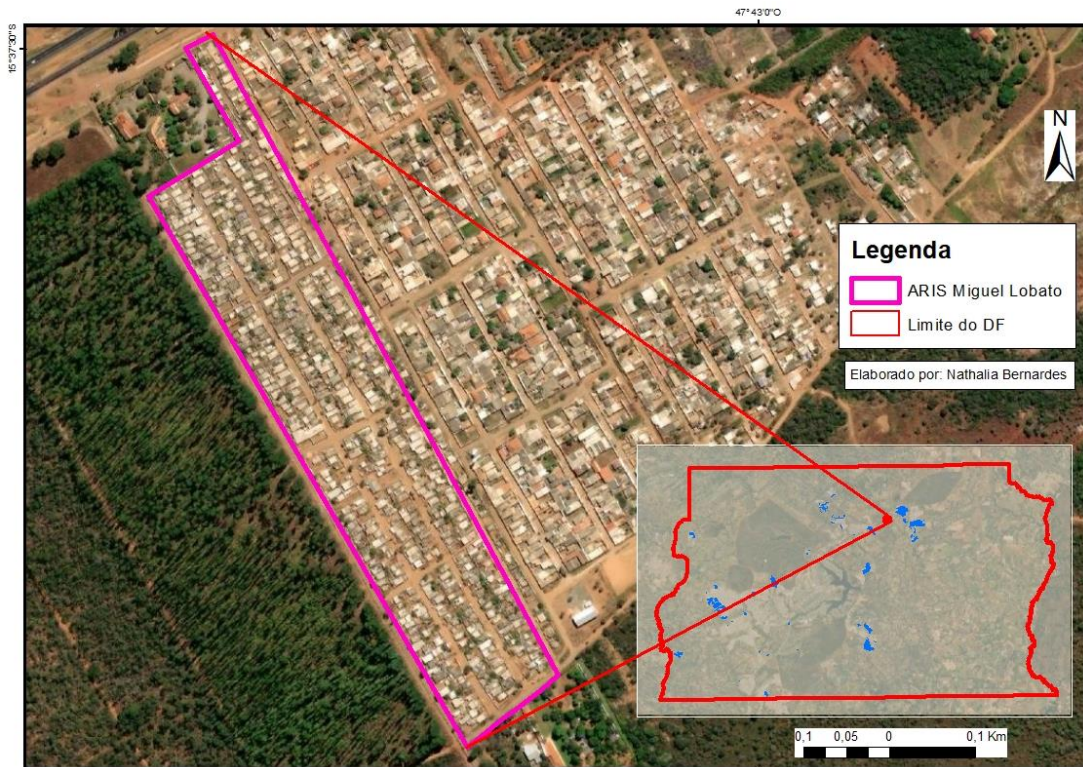 47°43'0"O
15°37'30"S
N
Legenda
ARIS Miguel Lobato
Limite do DF
Elaborado por: Nathalia Bernardes
0,1 0,05 0 0,1 Km